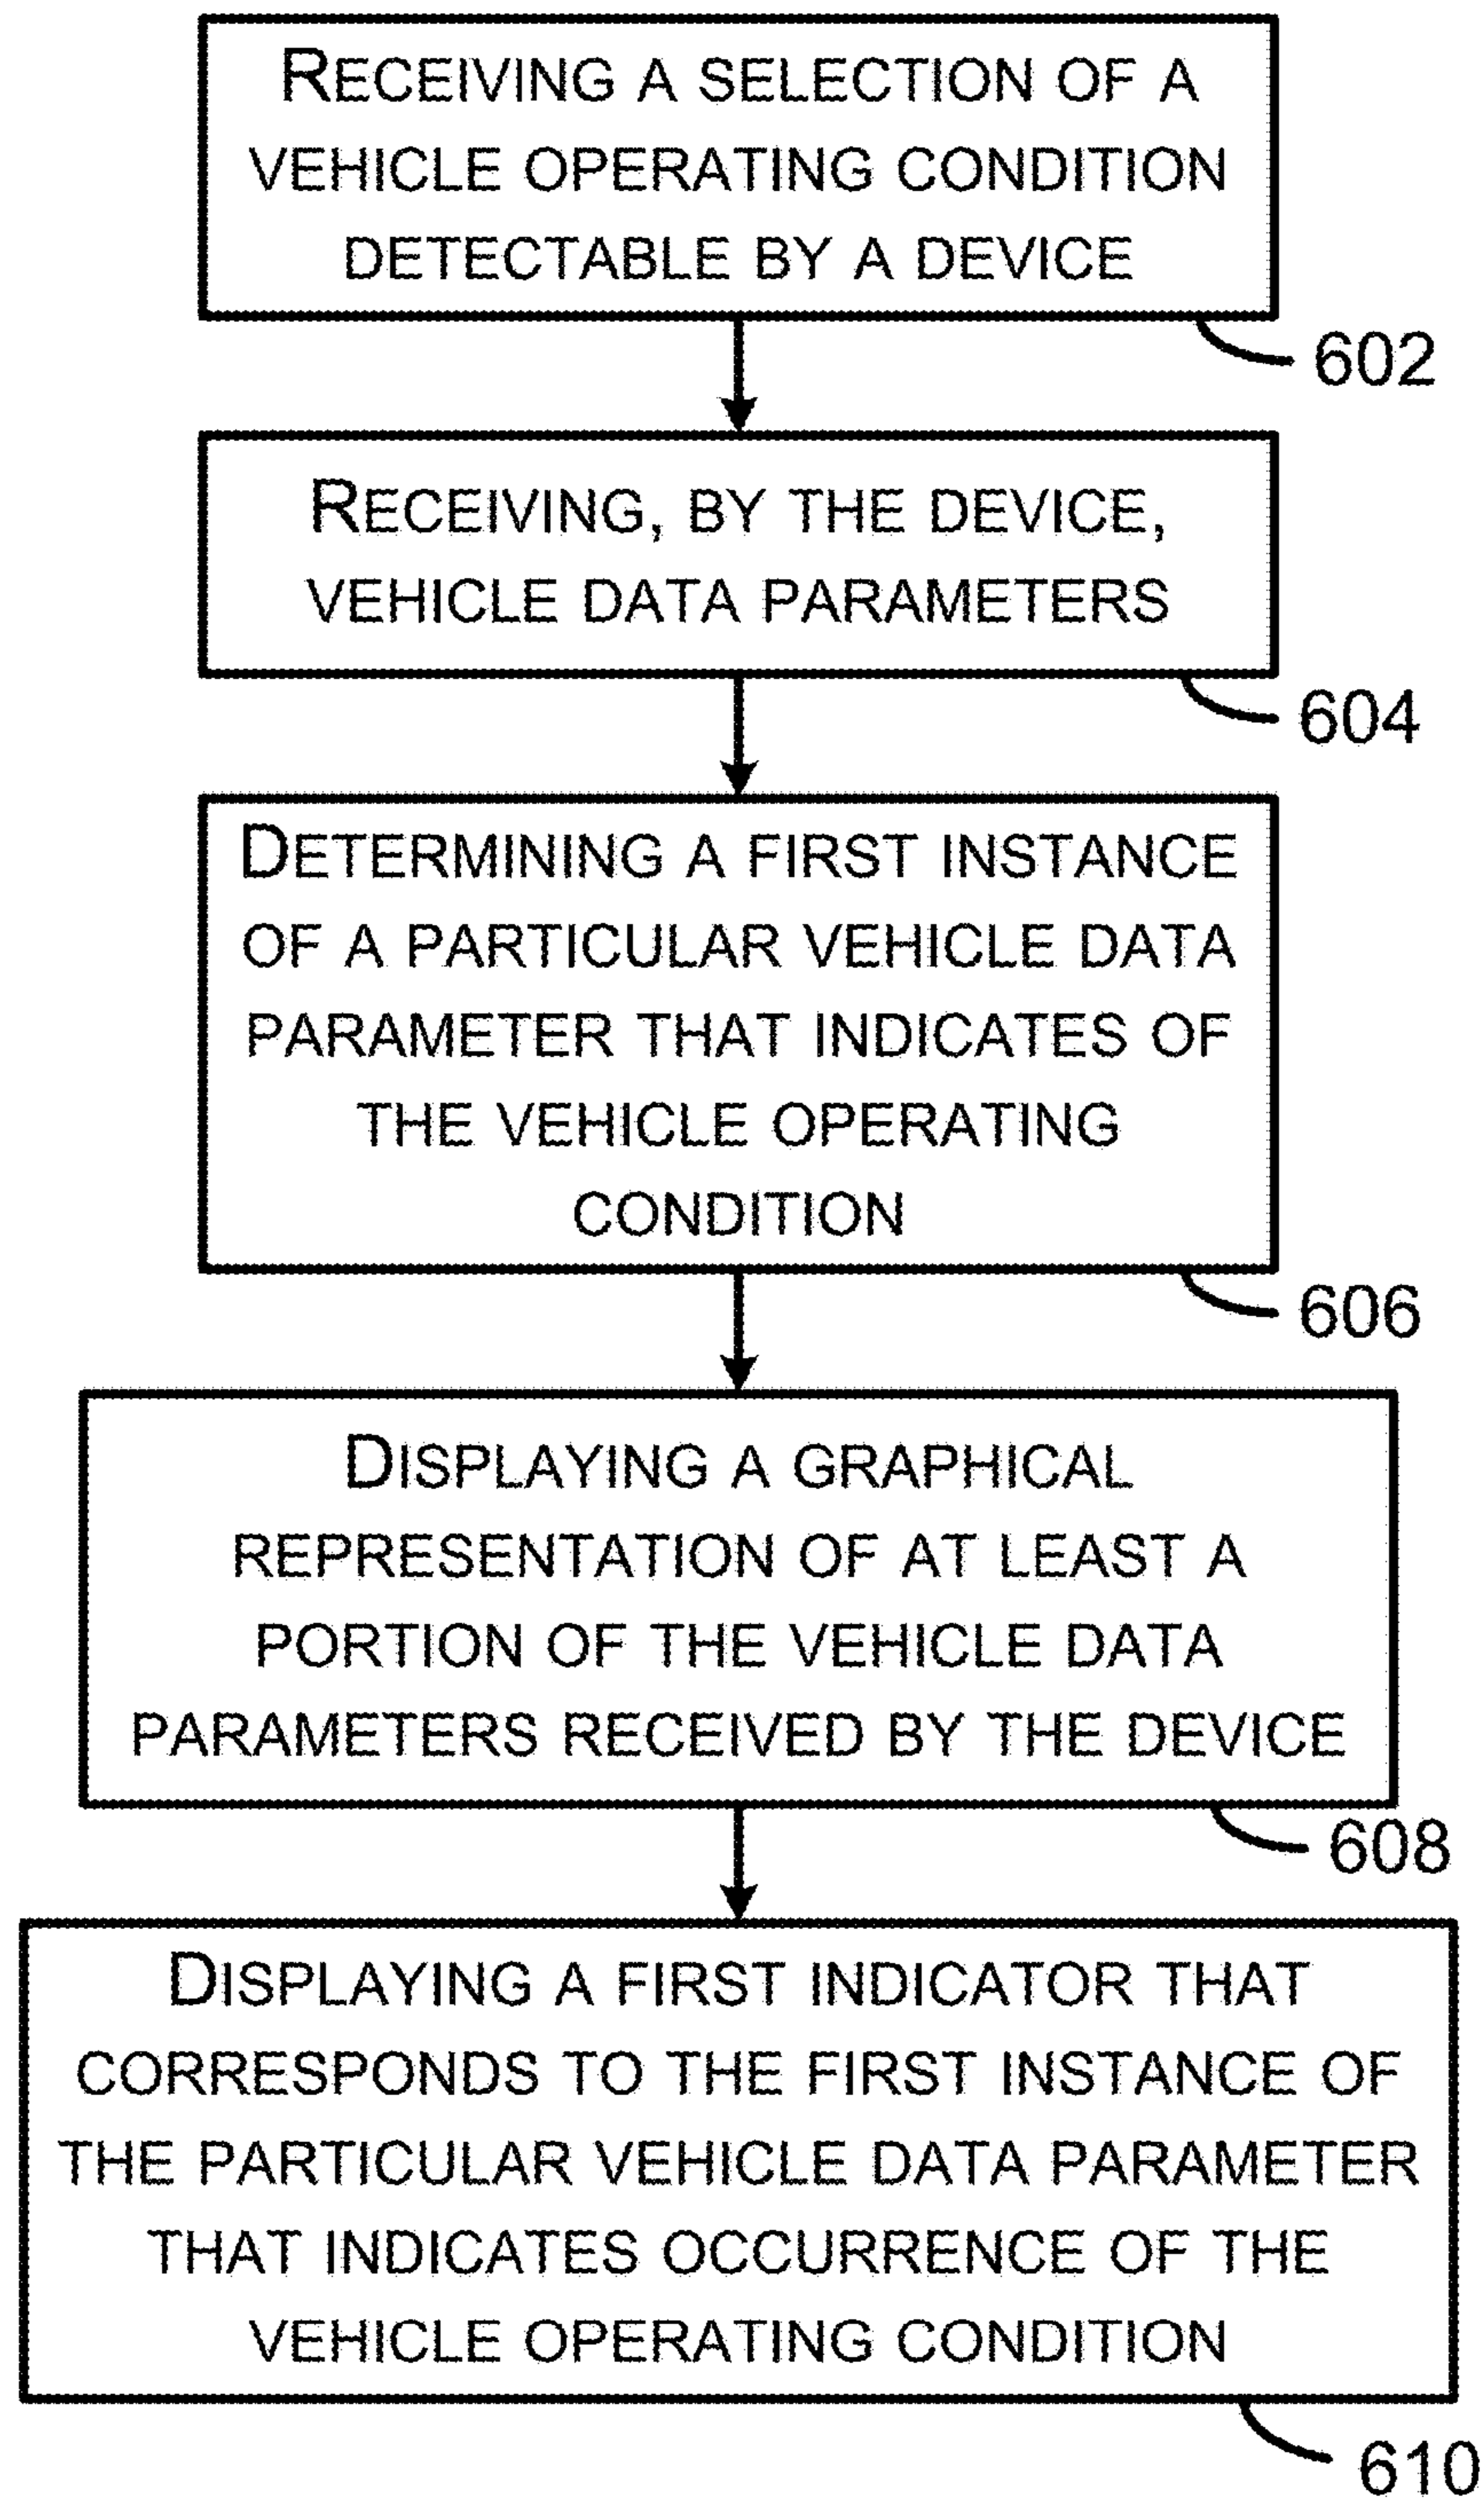 RECEIVING A SELECTION OF A
VEHICLE OPERATING CONDITION
DETECTABLE BY A DEVICE
602
RECEIVING, BY THE DEVICE,
VEHICLE DATA PARAMETERS
604
DETERMINING A FIRST INSTANCE
OF A PARTICULAR VEHICLE DATA
PARAMETER THAT INDICATES OF
THE VEHICLE OPERATING
CONDITION
606
DISPLAYING A GRAPHICAL
REPRESENTATION OF AT LEAST A
PORTION OF THE VEHICLE DATA
PARAMETERS RECEIVED BY THE DEVICE
608
DISPLAYING A FIRST INDICATOR THAT
CORRESPONDS TO THE FIRST INSTANCE OF
THE PARTICULAR VEHICLE DATA PARAMETER
THAT INDICATES OCCURRENCE OF THE
VEHICLE OPERATING CONDITION
610